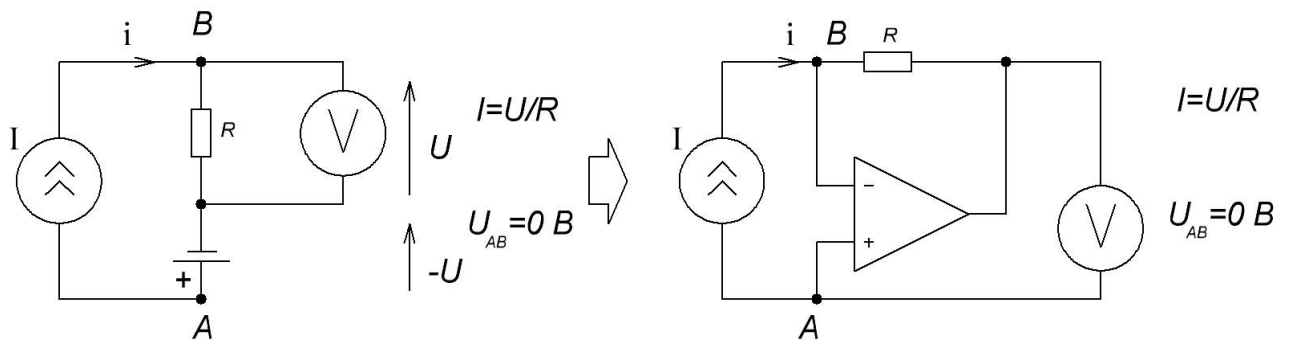 i
B
I
R
V
U
I=U/R
U_AB=0 В
+
-U
A
i
B
R
I
−
+
V
I=U/R
U_AB=0 В
A